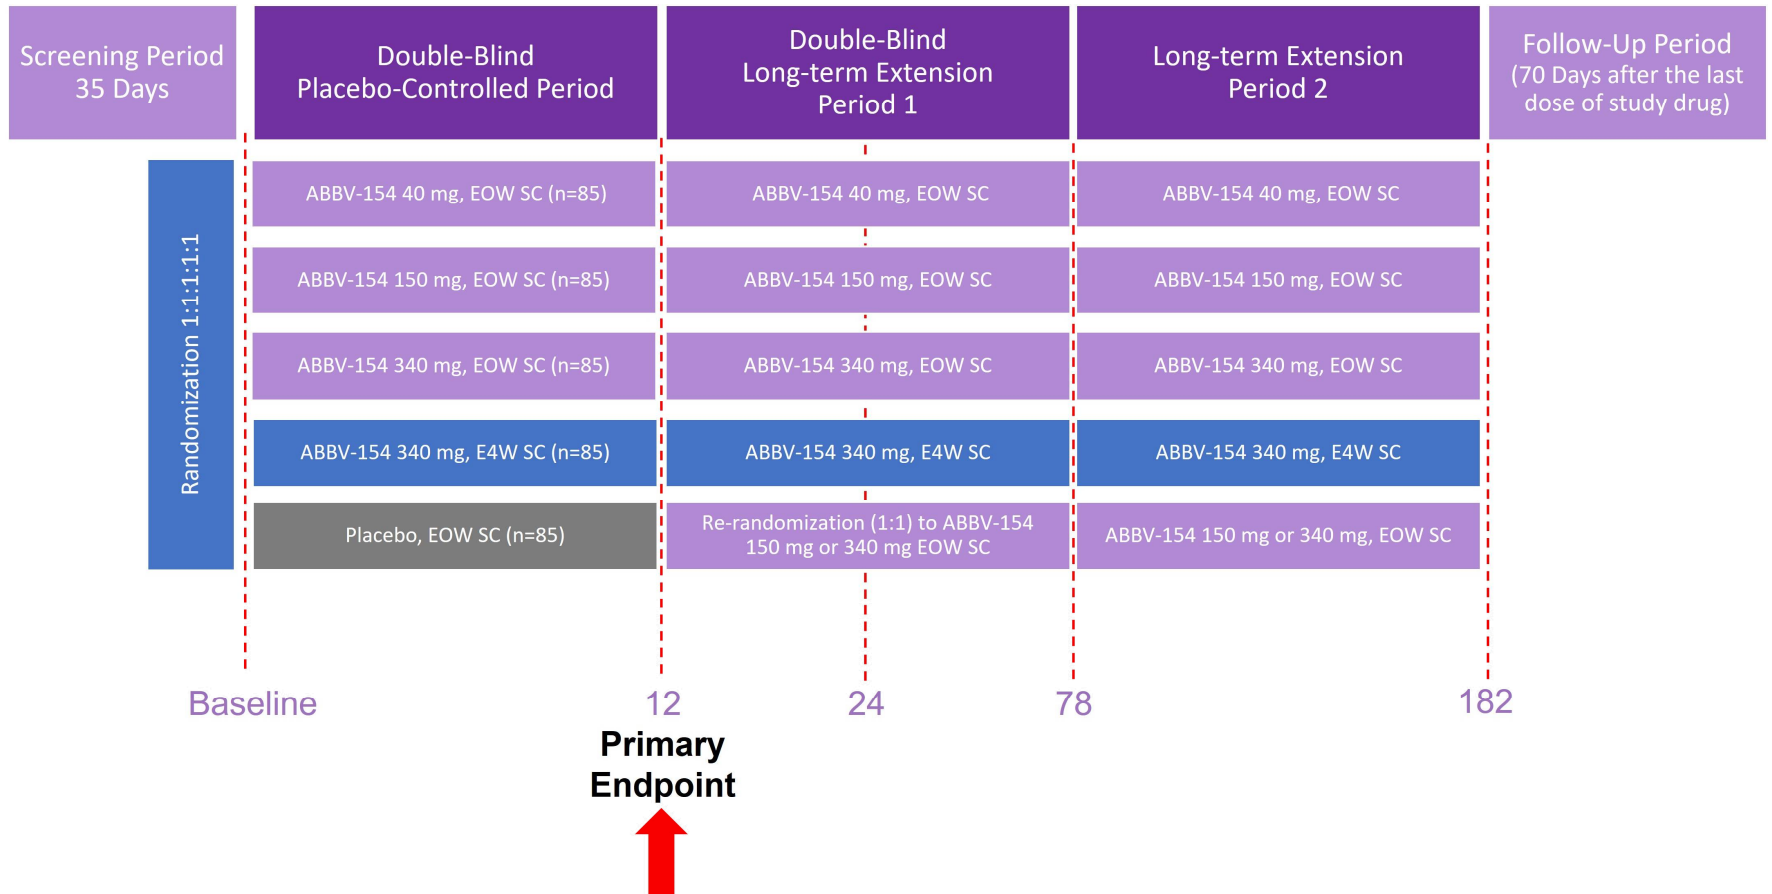 Screening Period
35 Days
Double-Blind
Placebo-Controlled Period
Double-Blind
Long-term Extension
Period 1
Long-term Extension
Period 2
Follow-Up Period
(70 Days after the last
dose of study drug)
Randomization 1:1:1:1:1
ABBV-154 40 mg, EOW SC (n=85)
ABBV-154 40 mg, EOW SC
ABBV-154 40 mg, EOW SC
ABBV-154 150 mg, EOW SC (n=85)
ABBV-154 150 mg, EOW SC
ABBV-154 150 mg, EOW SC
ABBV-154 340 mg, EOW SC (n=85)
ABBV-154 340 mg, EOW SC
ABBV-154 340 mg, EOW SC
ABBV-154 340 mg, E4W SC (n=85)
ABBV-154 340 mg, E4W SC
ABBV-154 340 mg, E4W SC
Placebo, EOW SC (n=85)
Re-randomization (1:1) to ABBV-154
150 mg or 340 mg EOW SC
ABBV-154 150 mg or 340 mg, EOW SC
Baseline
12
24
78
182
Primary
Endpoint